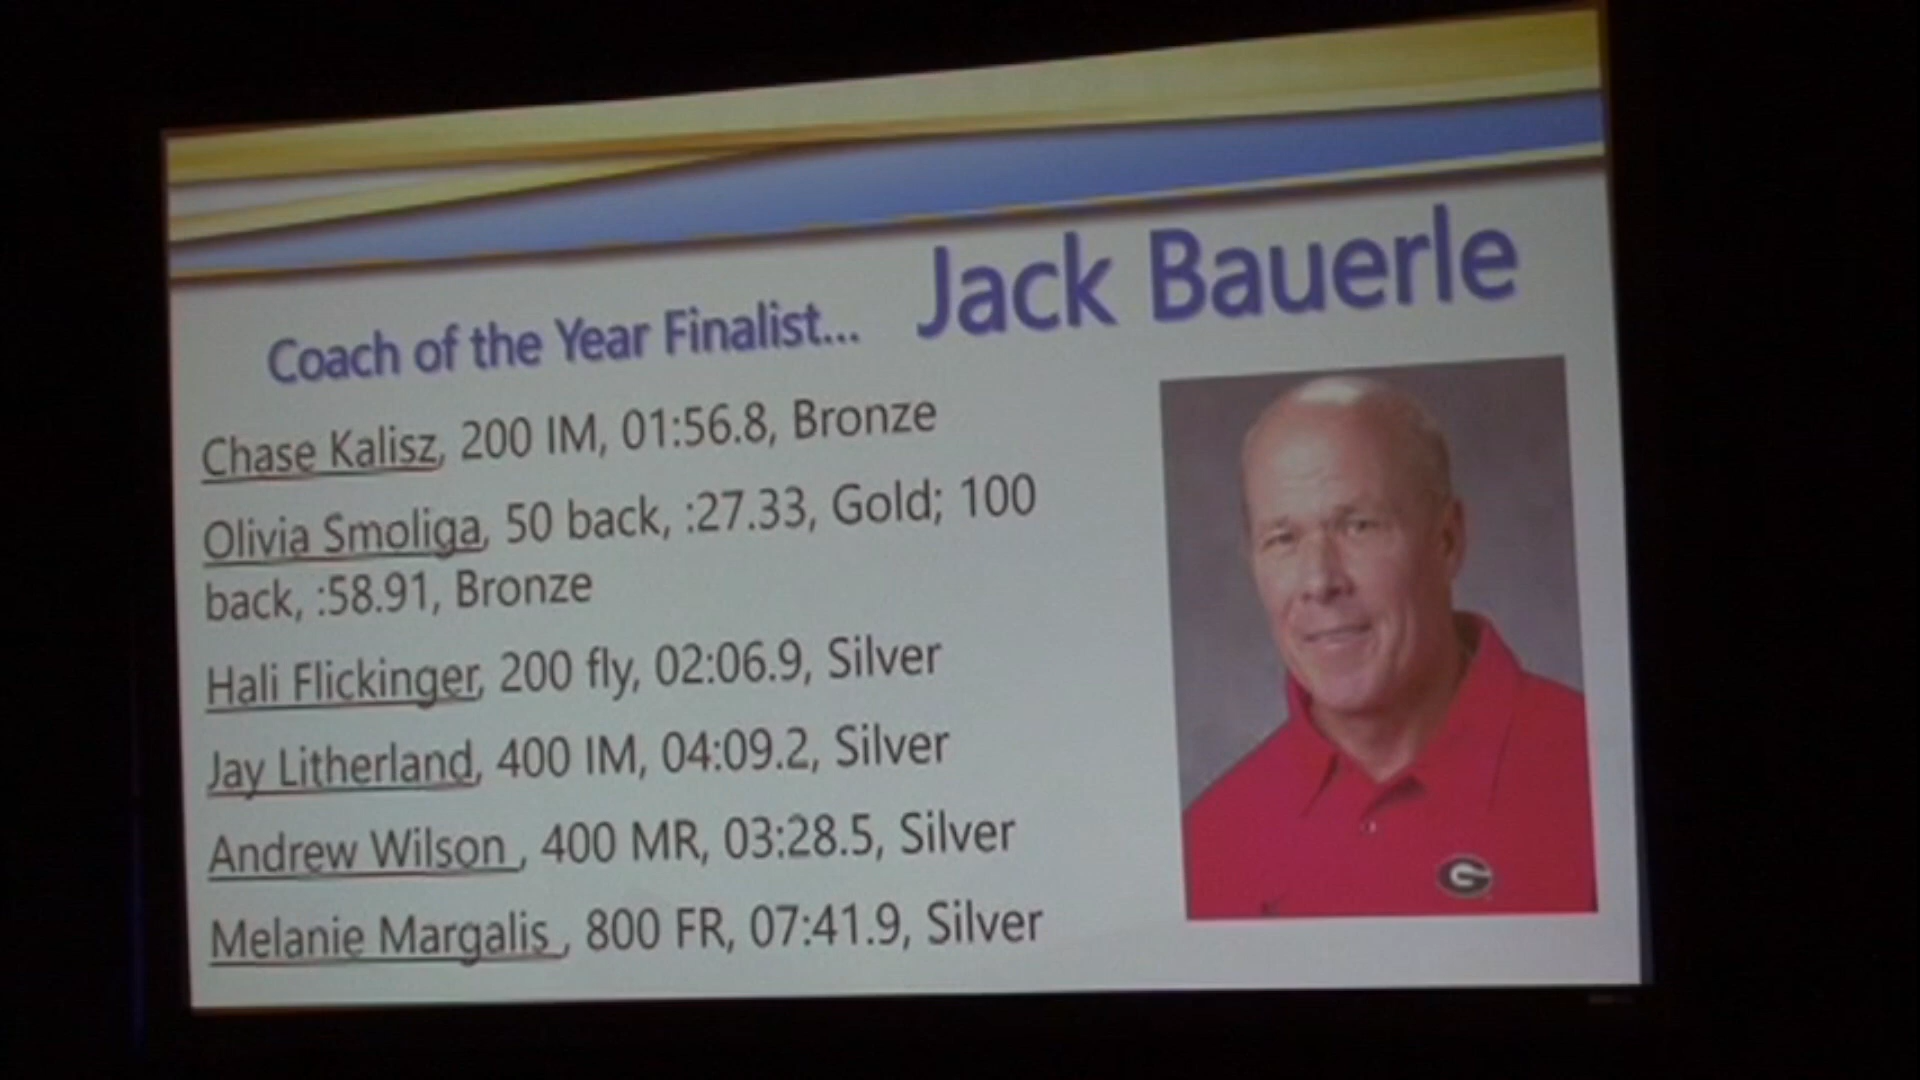 Jack Bauerle
Coach of the Year Finalist...
Chase Kalisz, 200 IM, 01:56.8, Bronze
Olivia Smoliga, 50 back, :27.33, Gold; 100
back, :58.91, Bronze
Hali Flickinger, 200 fly, 02:06.9, Silver
Jay Litherland, 400 IM, 04:09.2, Silver
Andrew Wilson , 400 MR, 03:28.5, Silver
Melanie Margalis , 800 FR, 07:41.9, Silver
G